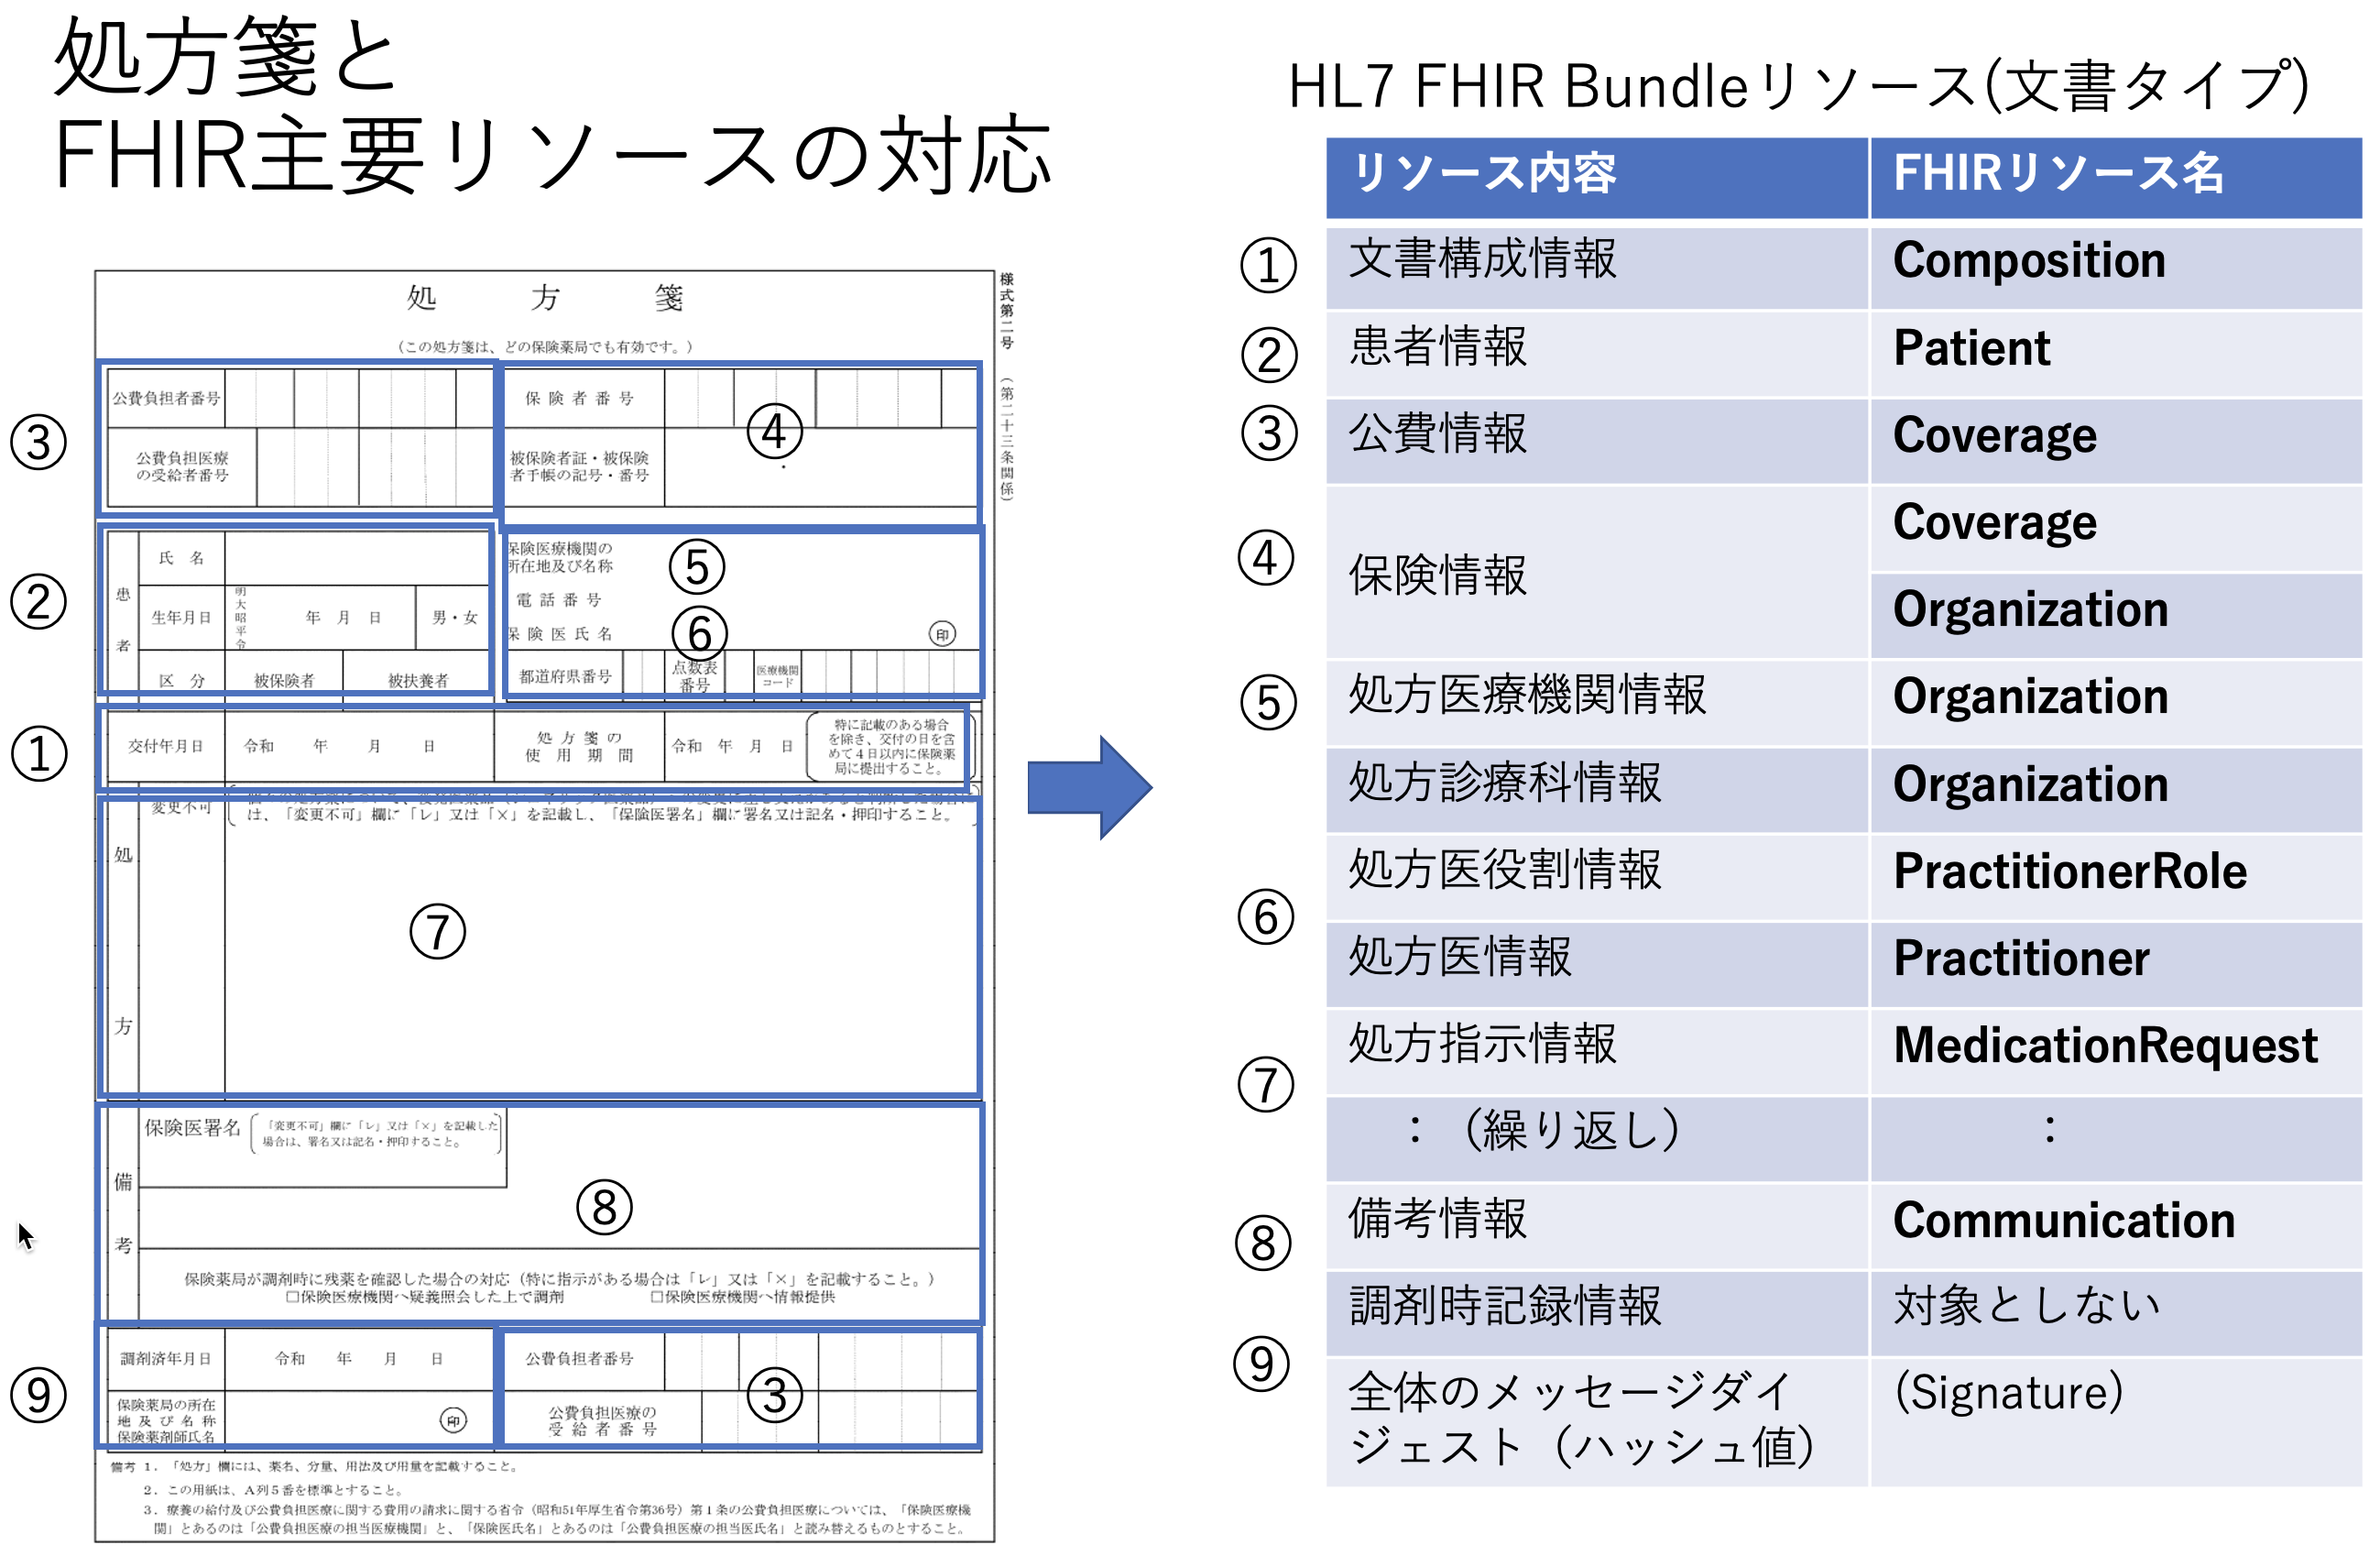 処方箋と
FHIR主要リソースの対応
処 方 箋
(この処方箋は、どの保険薬局でも有効です。)
様式第二号 (第二十三条関係)
③
公費負担者番号
公費負担医療
の受給者番号
保険者番号
④
被保険者証・被保険
者手帳の記号・番号
②
患者
氏 名
生年月日
明
大
昭
平
令
年 月 日
男・女
区 分
被保険者
被扶養者
保険医療機関の
所在地及び名称
⑤
電話番号
保険医氏名
⑥
印
都道府県番号
点数表
番号
医療機関
コード
①
交付年月日
令和 年 月 日
処方箋の
使用期間
令和 年 月 日
特に記載のある場合
を除き、交付の日を含
めて4日以内に保険薬
局に提出すること。
処方
変更不可
は、「変更不可」欄に「レ」又は「×」を記載し、「保険医署名」欄に署名又は記名・押印すること。
⑦
備考
保険医署名
「変更不可」欄に「レ」又は「×」を記載した
場合は、署名又は記名・押印すること。
⑧
保険薬局が調剤時に残薬を確認した場合の対応(特に指示がある場合は「レ」又は「×」を記載すること。)
□保険医療機関へ疑義照会した上で調剤 □保険医療機関へ情報提供
⑨
調剤済年月日
令和 年 月 日
保険薬局の所在
地及び名称
保険薬剤師氏名
印
公費負担者番号
③
公費負担医療の
受給者番号
備考 1.「処方」欄には、薬名、分量、用法及び用量を記載すること。
2.この用紙は、A列5番を標準とすること。
3.療養の給付及び公費負担医療に関する費用の請求に関する省令(昭和51年厚生省令第36号)第1条の公費負担医療については、「保険医療機
関」とあるのは「公費負担医療の担当医療機関」と、「保険医氏名」とあるのは「公費負担医療の担当医氏名」と読み替えるものとすること。
HL7 FHIR Bundleリソース(文書タイプ)
リソース内容 FHIRリソース名
① 文書構成情報 Composition
② 患者情報 Patient
③ 公費情報 Coverage
④ 保険情報 Coverage
Organization
⑤ 処方医療機関情報 Organization
処方診療科情報 Organization
⑥ 処方医役割情報 PractitionerRole
処方医情報 Practitioner
⑦ 処方指示情報 MedicationRequest
: (繰り返し) :
⑧ 備考情報 Communication
調剤時記録情報 対象としない
⑨ 全体のメッセージダイ
ジェスト(ハッシュ値) (Signature)